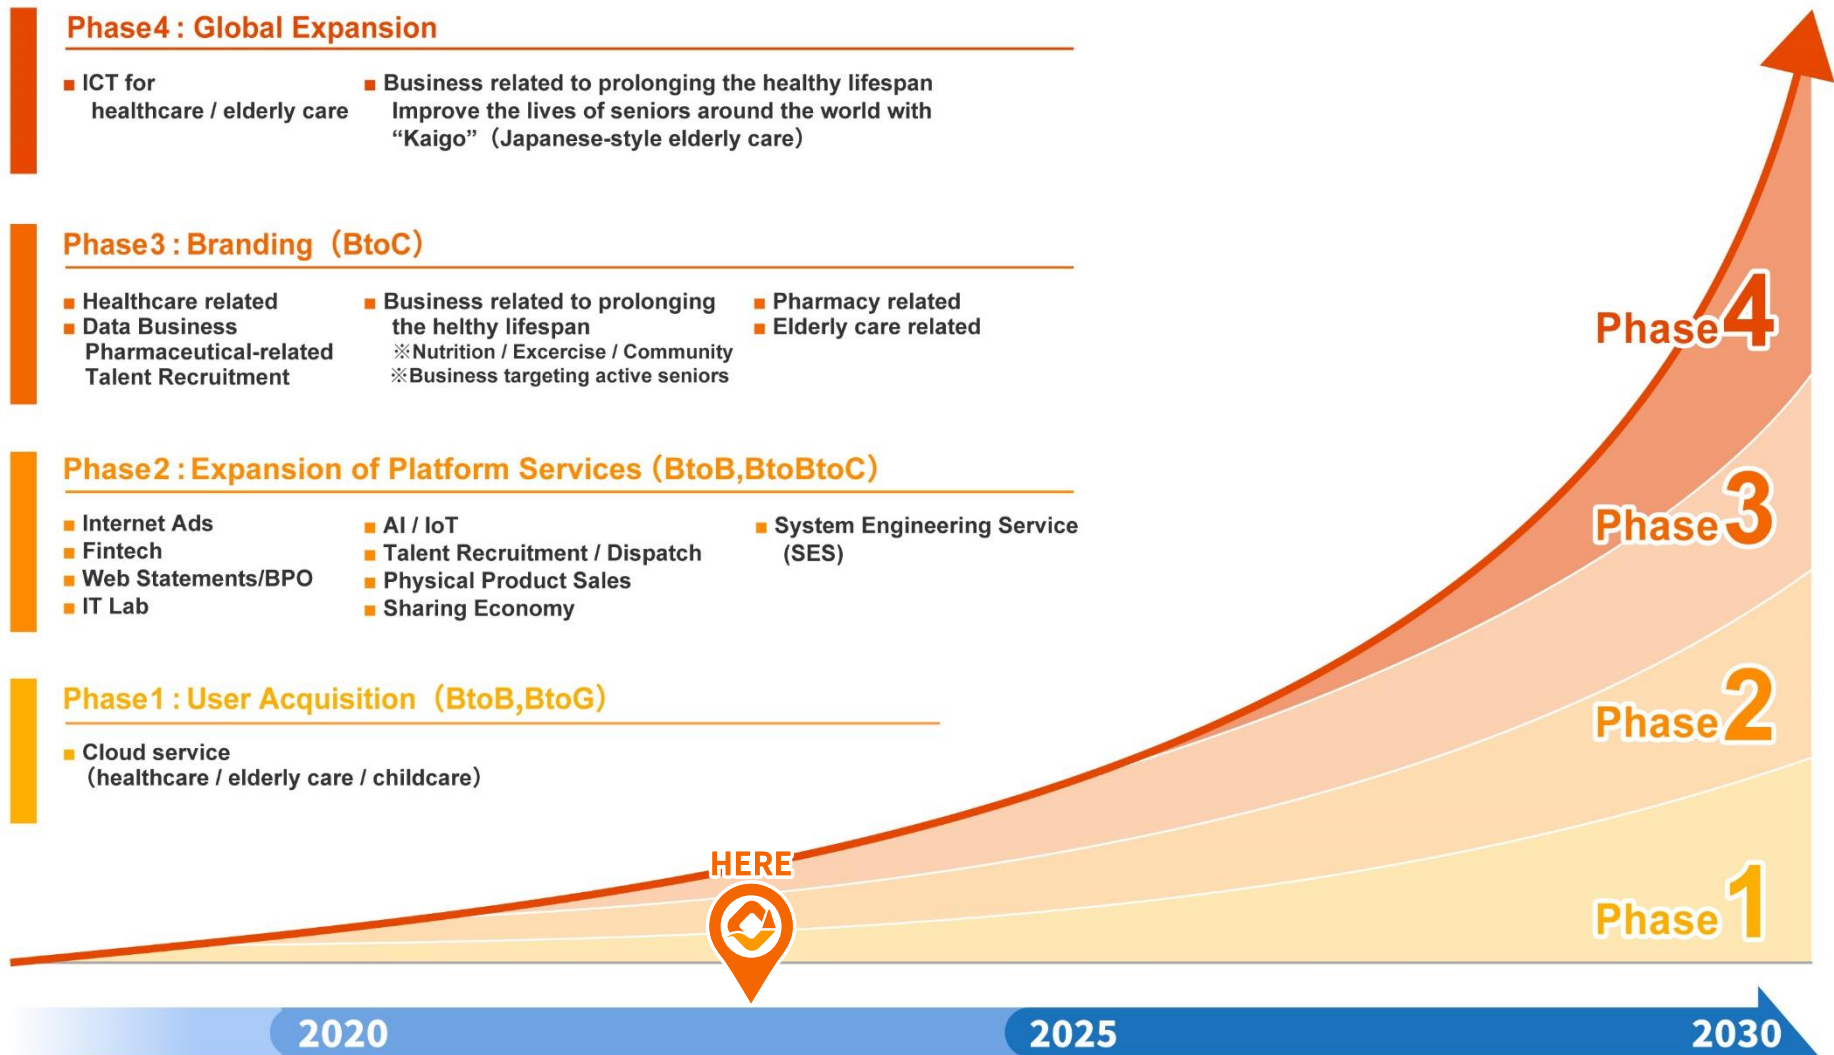 Phase4 : Global Expansion
■ ICT for
healthcare / elderly care
■ Business related to prolonging the healthy lifespan
Improve the lives of seniors around the world with
“Kaigo”（Japanese-style elderly care）
Phase3 : Branding（BtoC）
■ Healthcare related
■ Data Business
Pharmaceutical-related
Talent Recruitment
■ Business related to prolonging
the helthy lifespan
※Nutrition / Excercise / Community
※Business targeting active seniors
■ Pharmacy related
■ Elderly care related
Phase2 : Expansion of Platform Services（BtoB,BtoBtoC）
■ Internet Ads
■ Fintech
■ Web Statements/BPO
■ IT Lab
■ AI / IoT
■ Talent Recruitment / Dispatch
■ Physical Product Sales
■ Sharing Economy
■ System Engineering Service
(SES)
Phase1 : User Acquisition（BtoB,BtoG）
■ Cloud service
（healthcare / elderly care / childcare）
Phase4
Phase3
Phase2
Phase1
HERE
2020
2025
2030